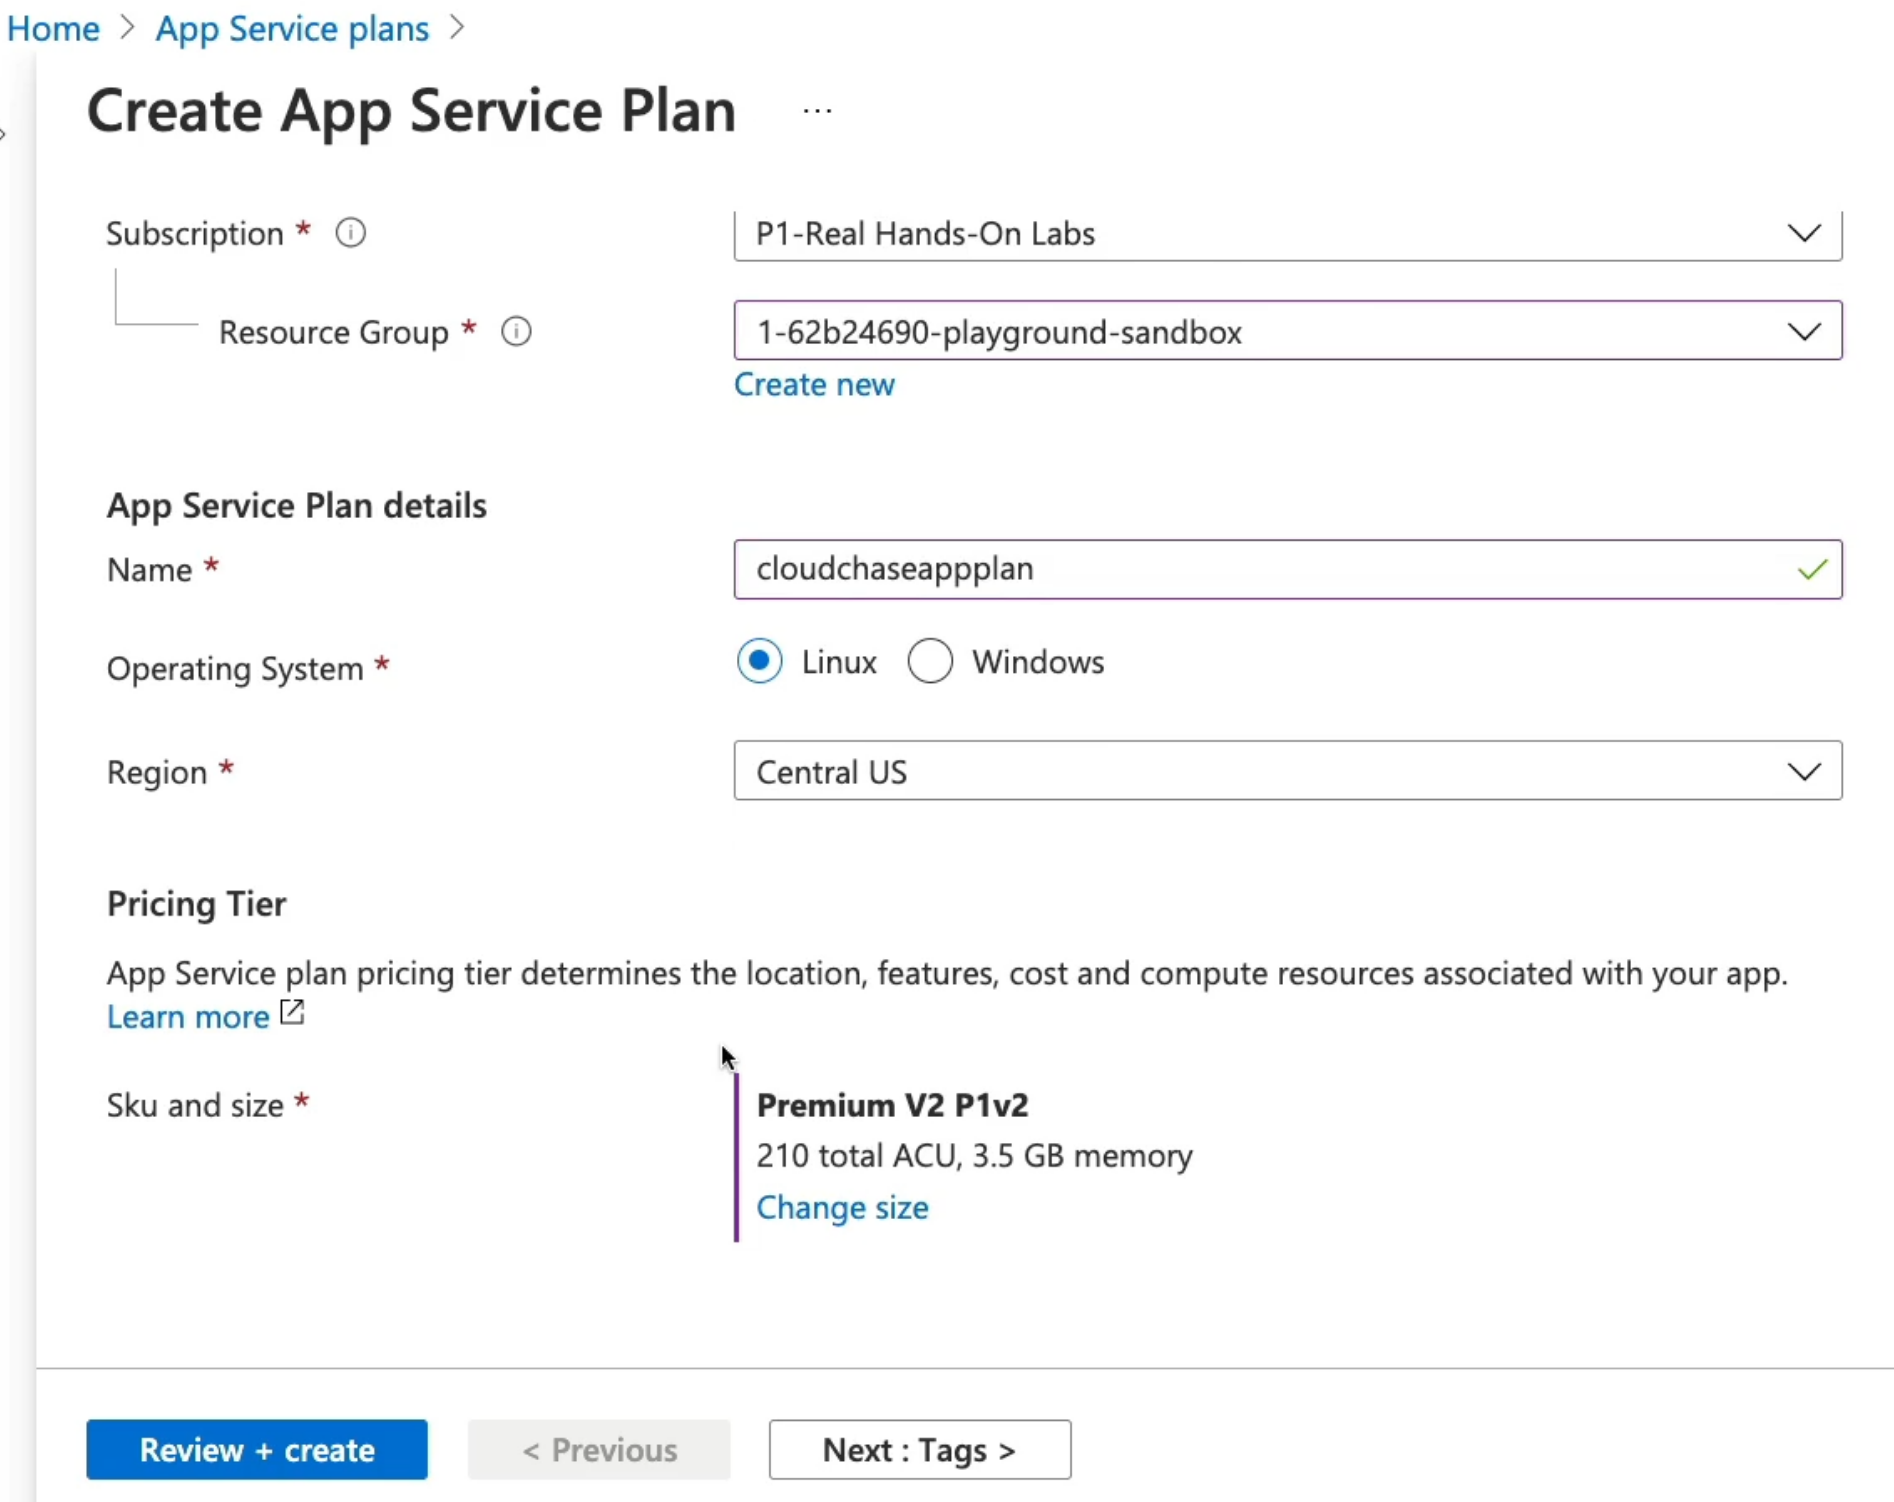 Home > App Service plans >
Create App Service Plan ...
Subscription * P1-Real Hands-On Labs
Resource Group * 1-62b24690-playground-sandbox
Create new
App Service Plan details
Name * cloudchaseappplan
Operating System * Linux Windows
Region * Central US
Pricing Tier
App Service plan pricing tier determines the location, features, cost and compute resources associated with your app.
Learn more
Sku and size * Premium V2 P1v2
210 total ACU, 3.5 GB memory
Change size
Review + create < Previous Next : Tags >